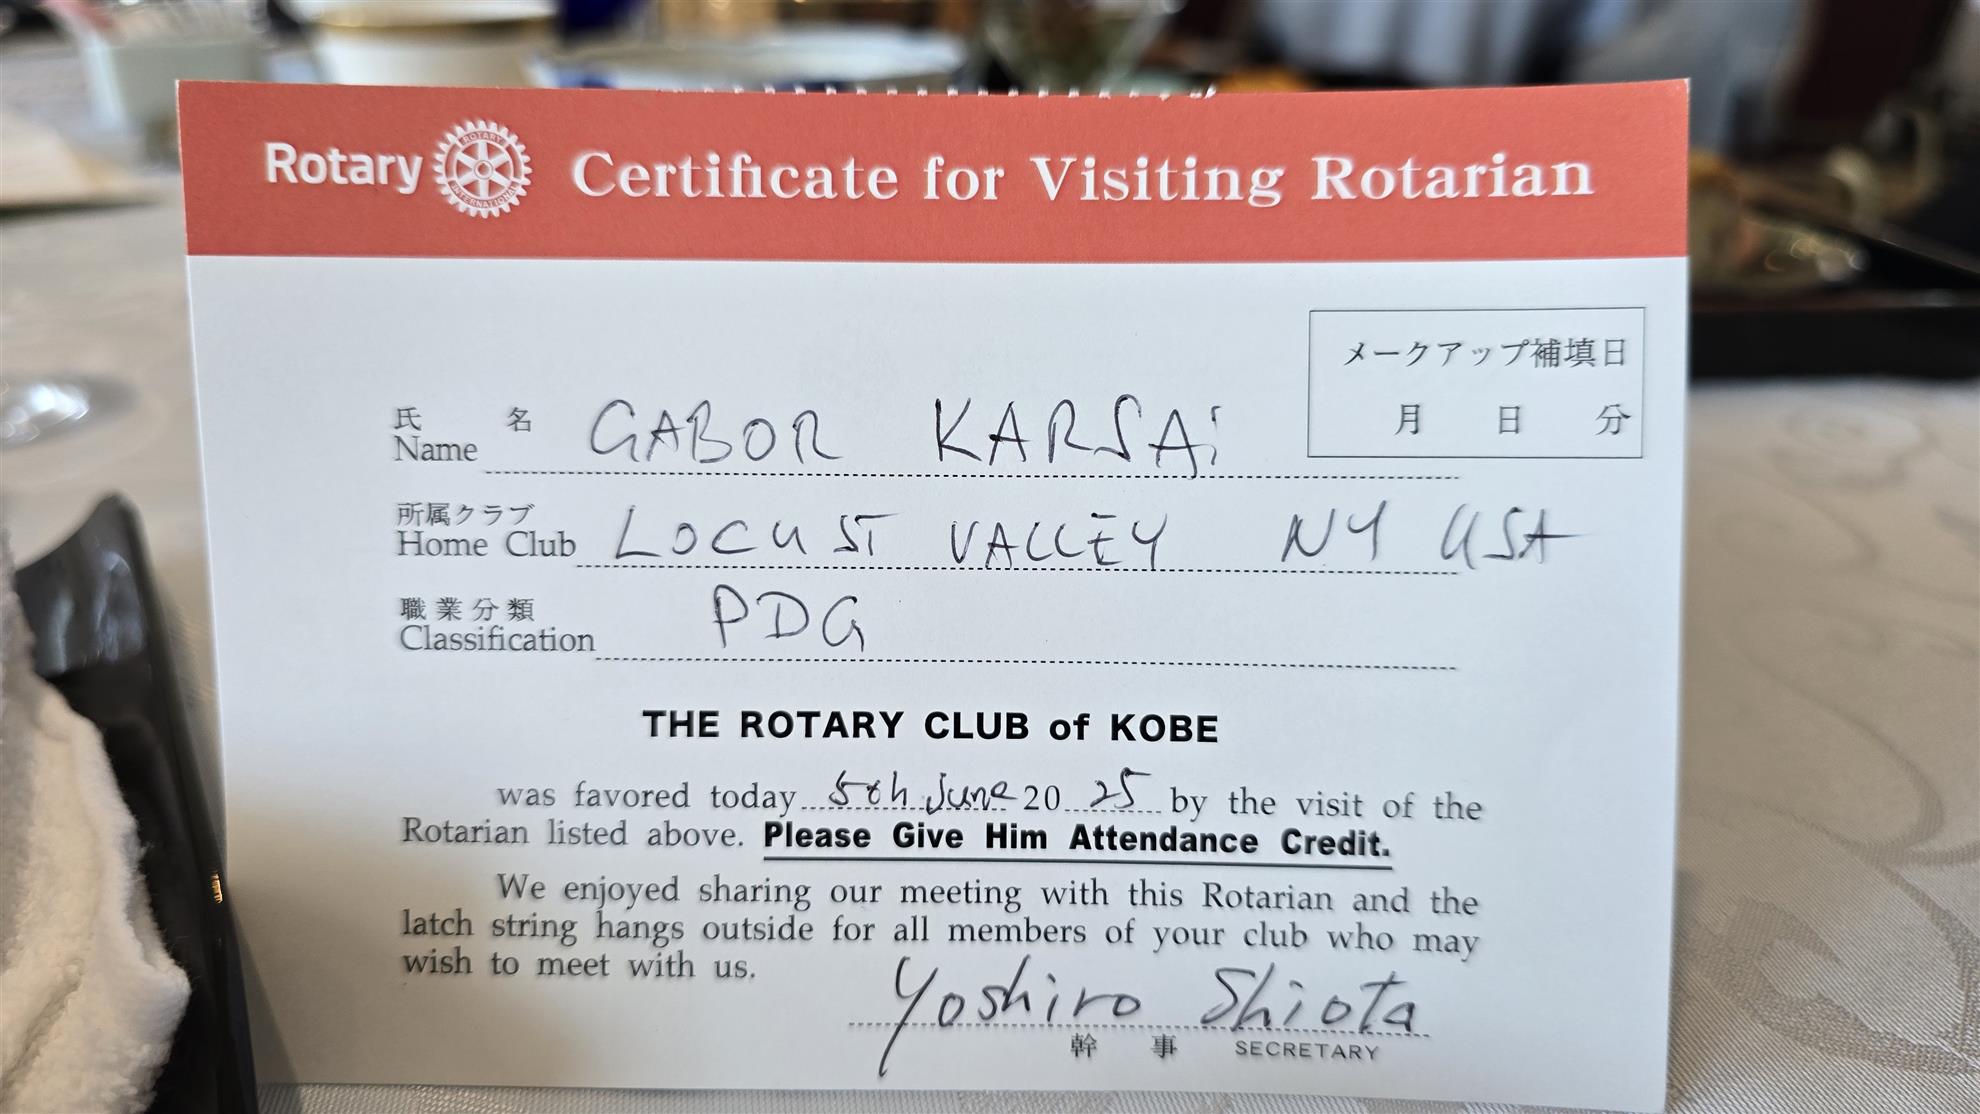 Rotary Certificate for Visiting Rotarian
ROTARY INTERNATIONAL
メークアップ補填日
月 日 分
氏 名
Name GABOR KARSAi
所属クラブ
Home Club LOCUST VALLEY NY USA
職業分類
Classification PDG
THE ROTARY CLUB of KOBE
was favored today 5th June 20 25 by the visit of the
Rotarian listed above. Please Give Him Attendance Credit.
We enjoyed sharing our meeting with this Rotarian and the
latch string hangs outside for all members of your club who may
wish to meet with us.
Yoshiro Shiota
幹 事 SECRETARY